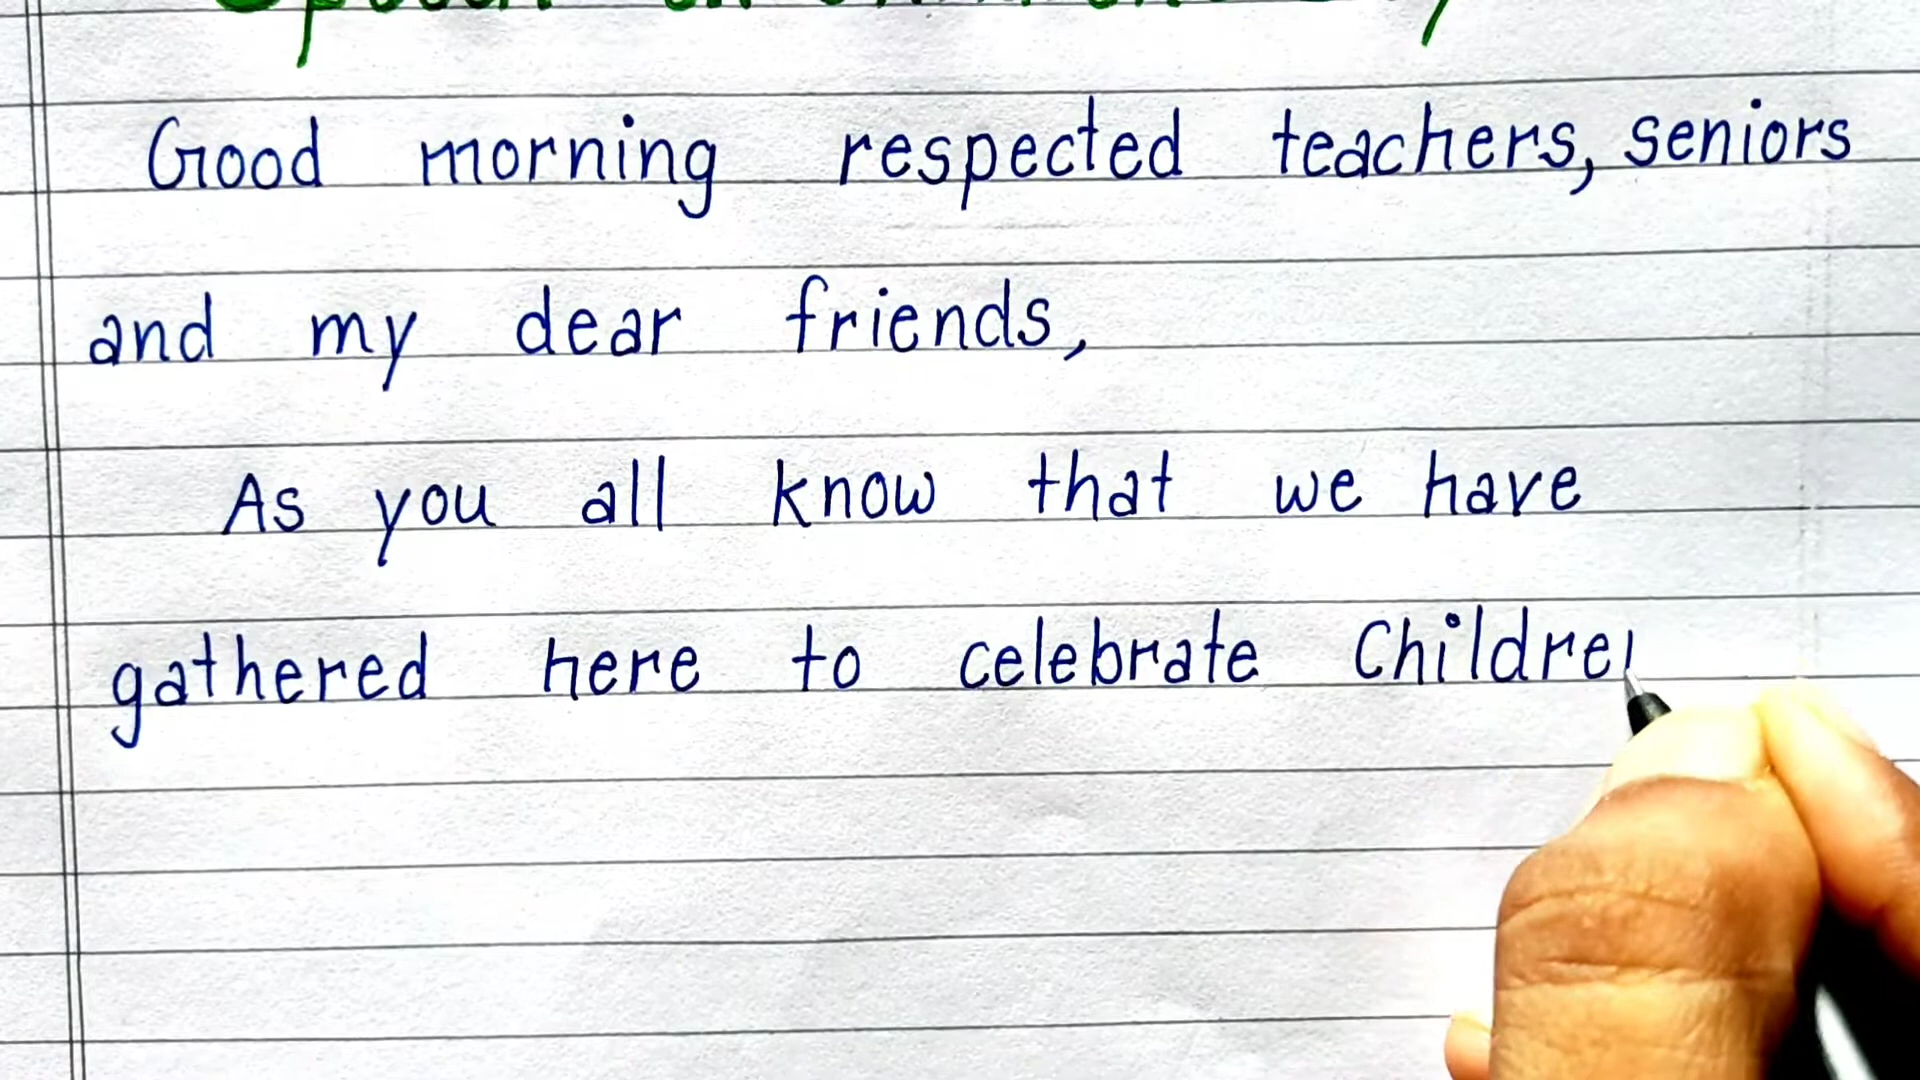 Good morning respected teachers, seniors
and my dear friends,
As you all know that we have
gathered here to celebrate Childre